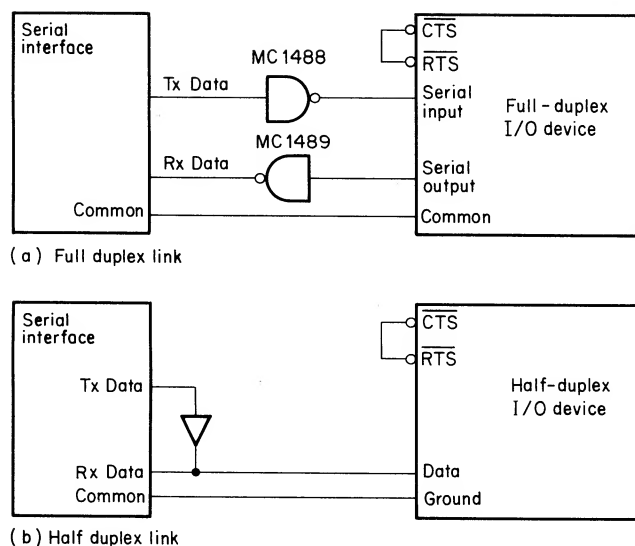 Serial
interface
MC1488
Tx Data
MC1489
Rx Data
Common
CTS
RTS
Serial
input
Full-duplex
I/O device
Serial
output
Common
(a) Full duplex link
Serial
interface
Tx Data
Rx Data
Common
CTS
RTS
Half-duplex
I/O device
Data
Ground
(b) Half duplex link